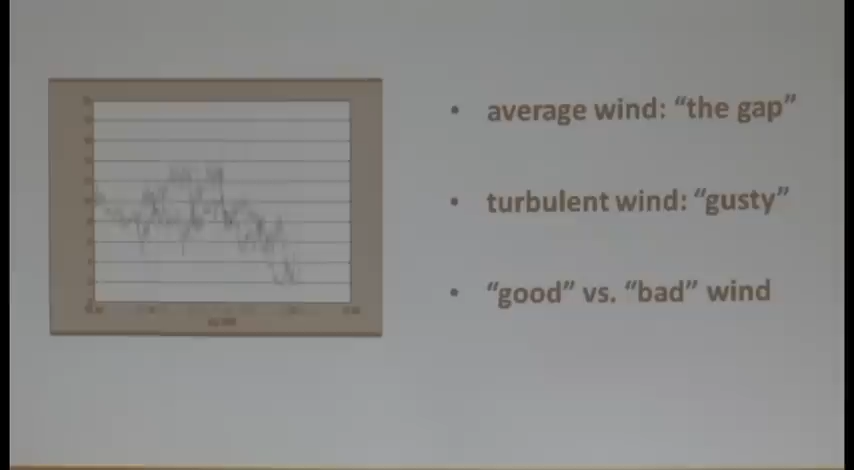 • average wind: “the gap”
• turbulent wind: “gusty”
• “good” vs. “bad” wind